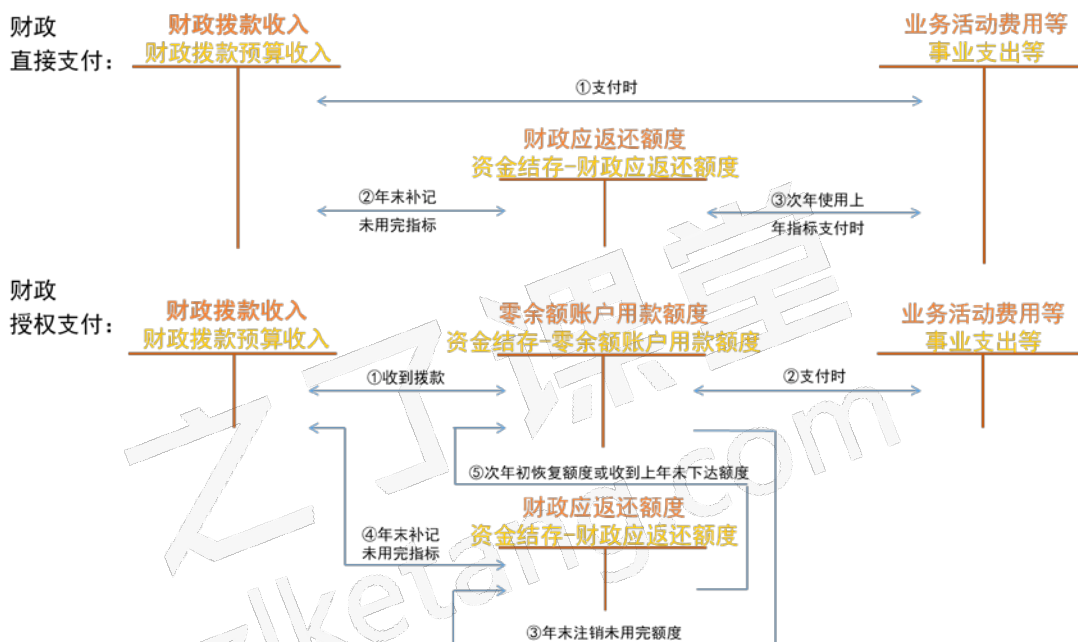 财政
直接支付：
财政拨款收入
财政拨款预算收入
业务活动费用等
事业支出等
①支付时
财政应返还额度
资金结存-财政应返还额度
②年末补记
未用完指标
③次年使用上
年指标支付时
财政
授权支付：
财政拨款收入
财政拨款预算收入
零余额账户用款额度
资金结存-零余额账户用款额度
业务活动费用等
事业支出等
①收到拨款
②支付时
⑤次年初恢复额度或收到上年未下达额度
财政应返还额度
资金结存-财政应返还额度
④年末补记
未用完指标
③年末注销未用完额度
之了课堂
zlketang.com